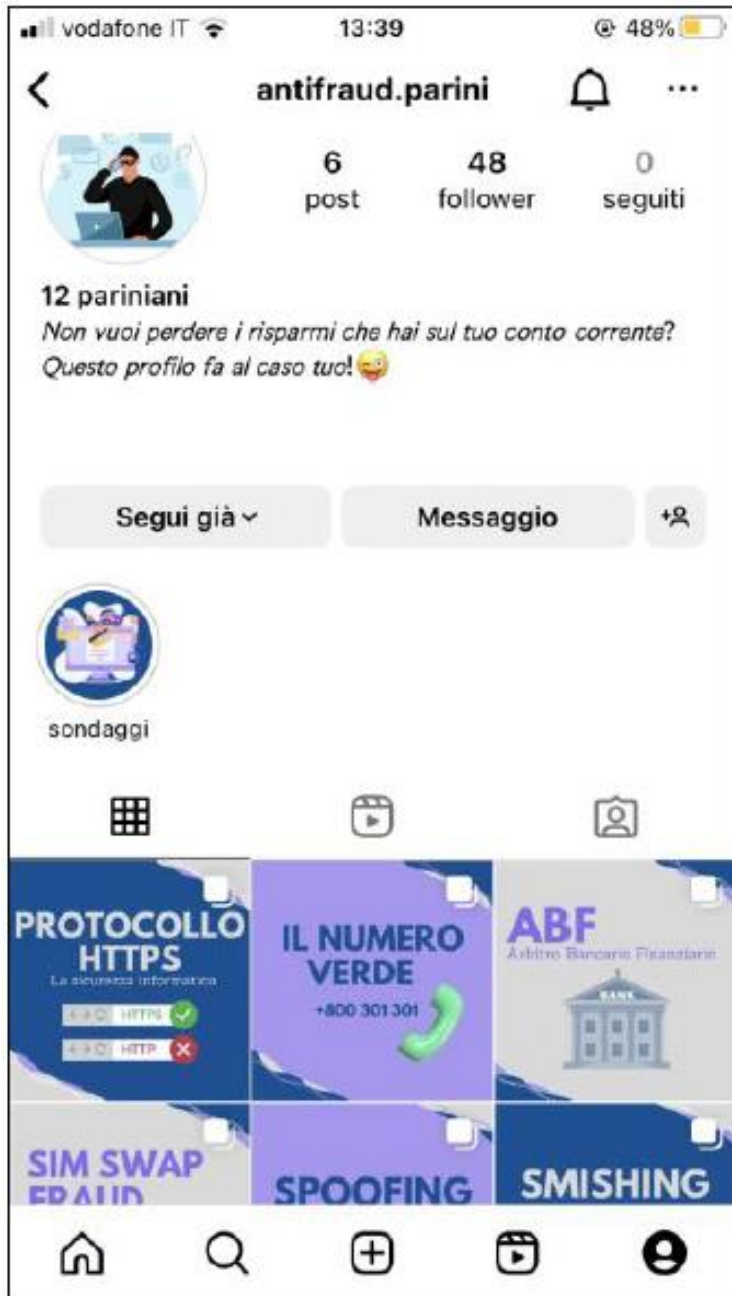 vodafone IT 13:39 48%
antifraud.parini
6 48 0
post follower seguiti
12 pariniani
Non vuoi perdere i risparmi che hai sul tuo conto corrente?
Questo profilo fa al caso tuo!😜
Segui già Messaggio
sondaggi
PROTOCOLLO
HTTPS
La sicurezza informatica
HTTPS
HTTP
IL NUMERO
VERDE
+800 301 301
ABF
Arbitro Bancario Finanziario
BANK
SIM SWAP
FRAUD
SPOOFING
SMISHING